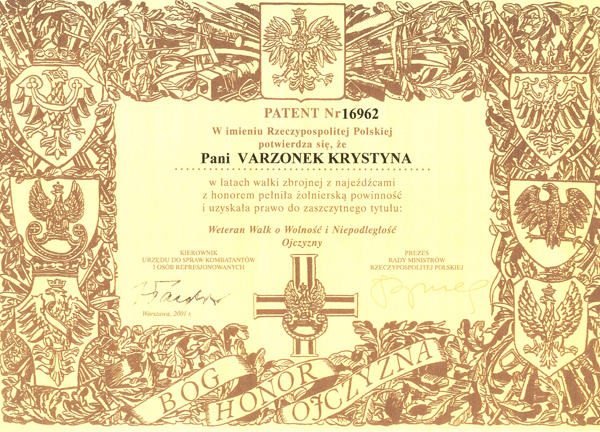 PATENT Nr 16962
W imieniu Rzeczypospolitej Polskiej
potwierdza się, że
Pani VARZONEK KRYSTYNA
w latach walki zbrojnej z najeźdźcami
z honorem pełniła żołnierską powinność
i uzyskała prawo do zaszczytnego tytułu:
Weteran Walk o Wolność i Niepodległość
Ojczyzny
KIEROWNIK
URZĘDU DO SPRAW KOMBATANTÓW
I OSÓB REPRESJONOWANYCH
PREZES
RADY MINISTRÓW
RZECZYPOSPOLITEJ POLSKIEJ
Warszawa, 2001 r.
BÓG
HONOR
OJCZYZNA